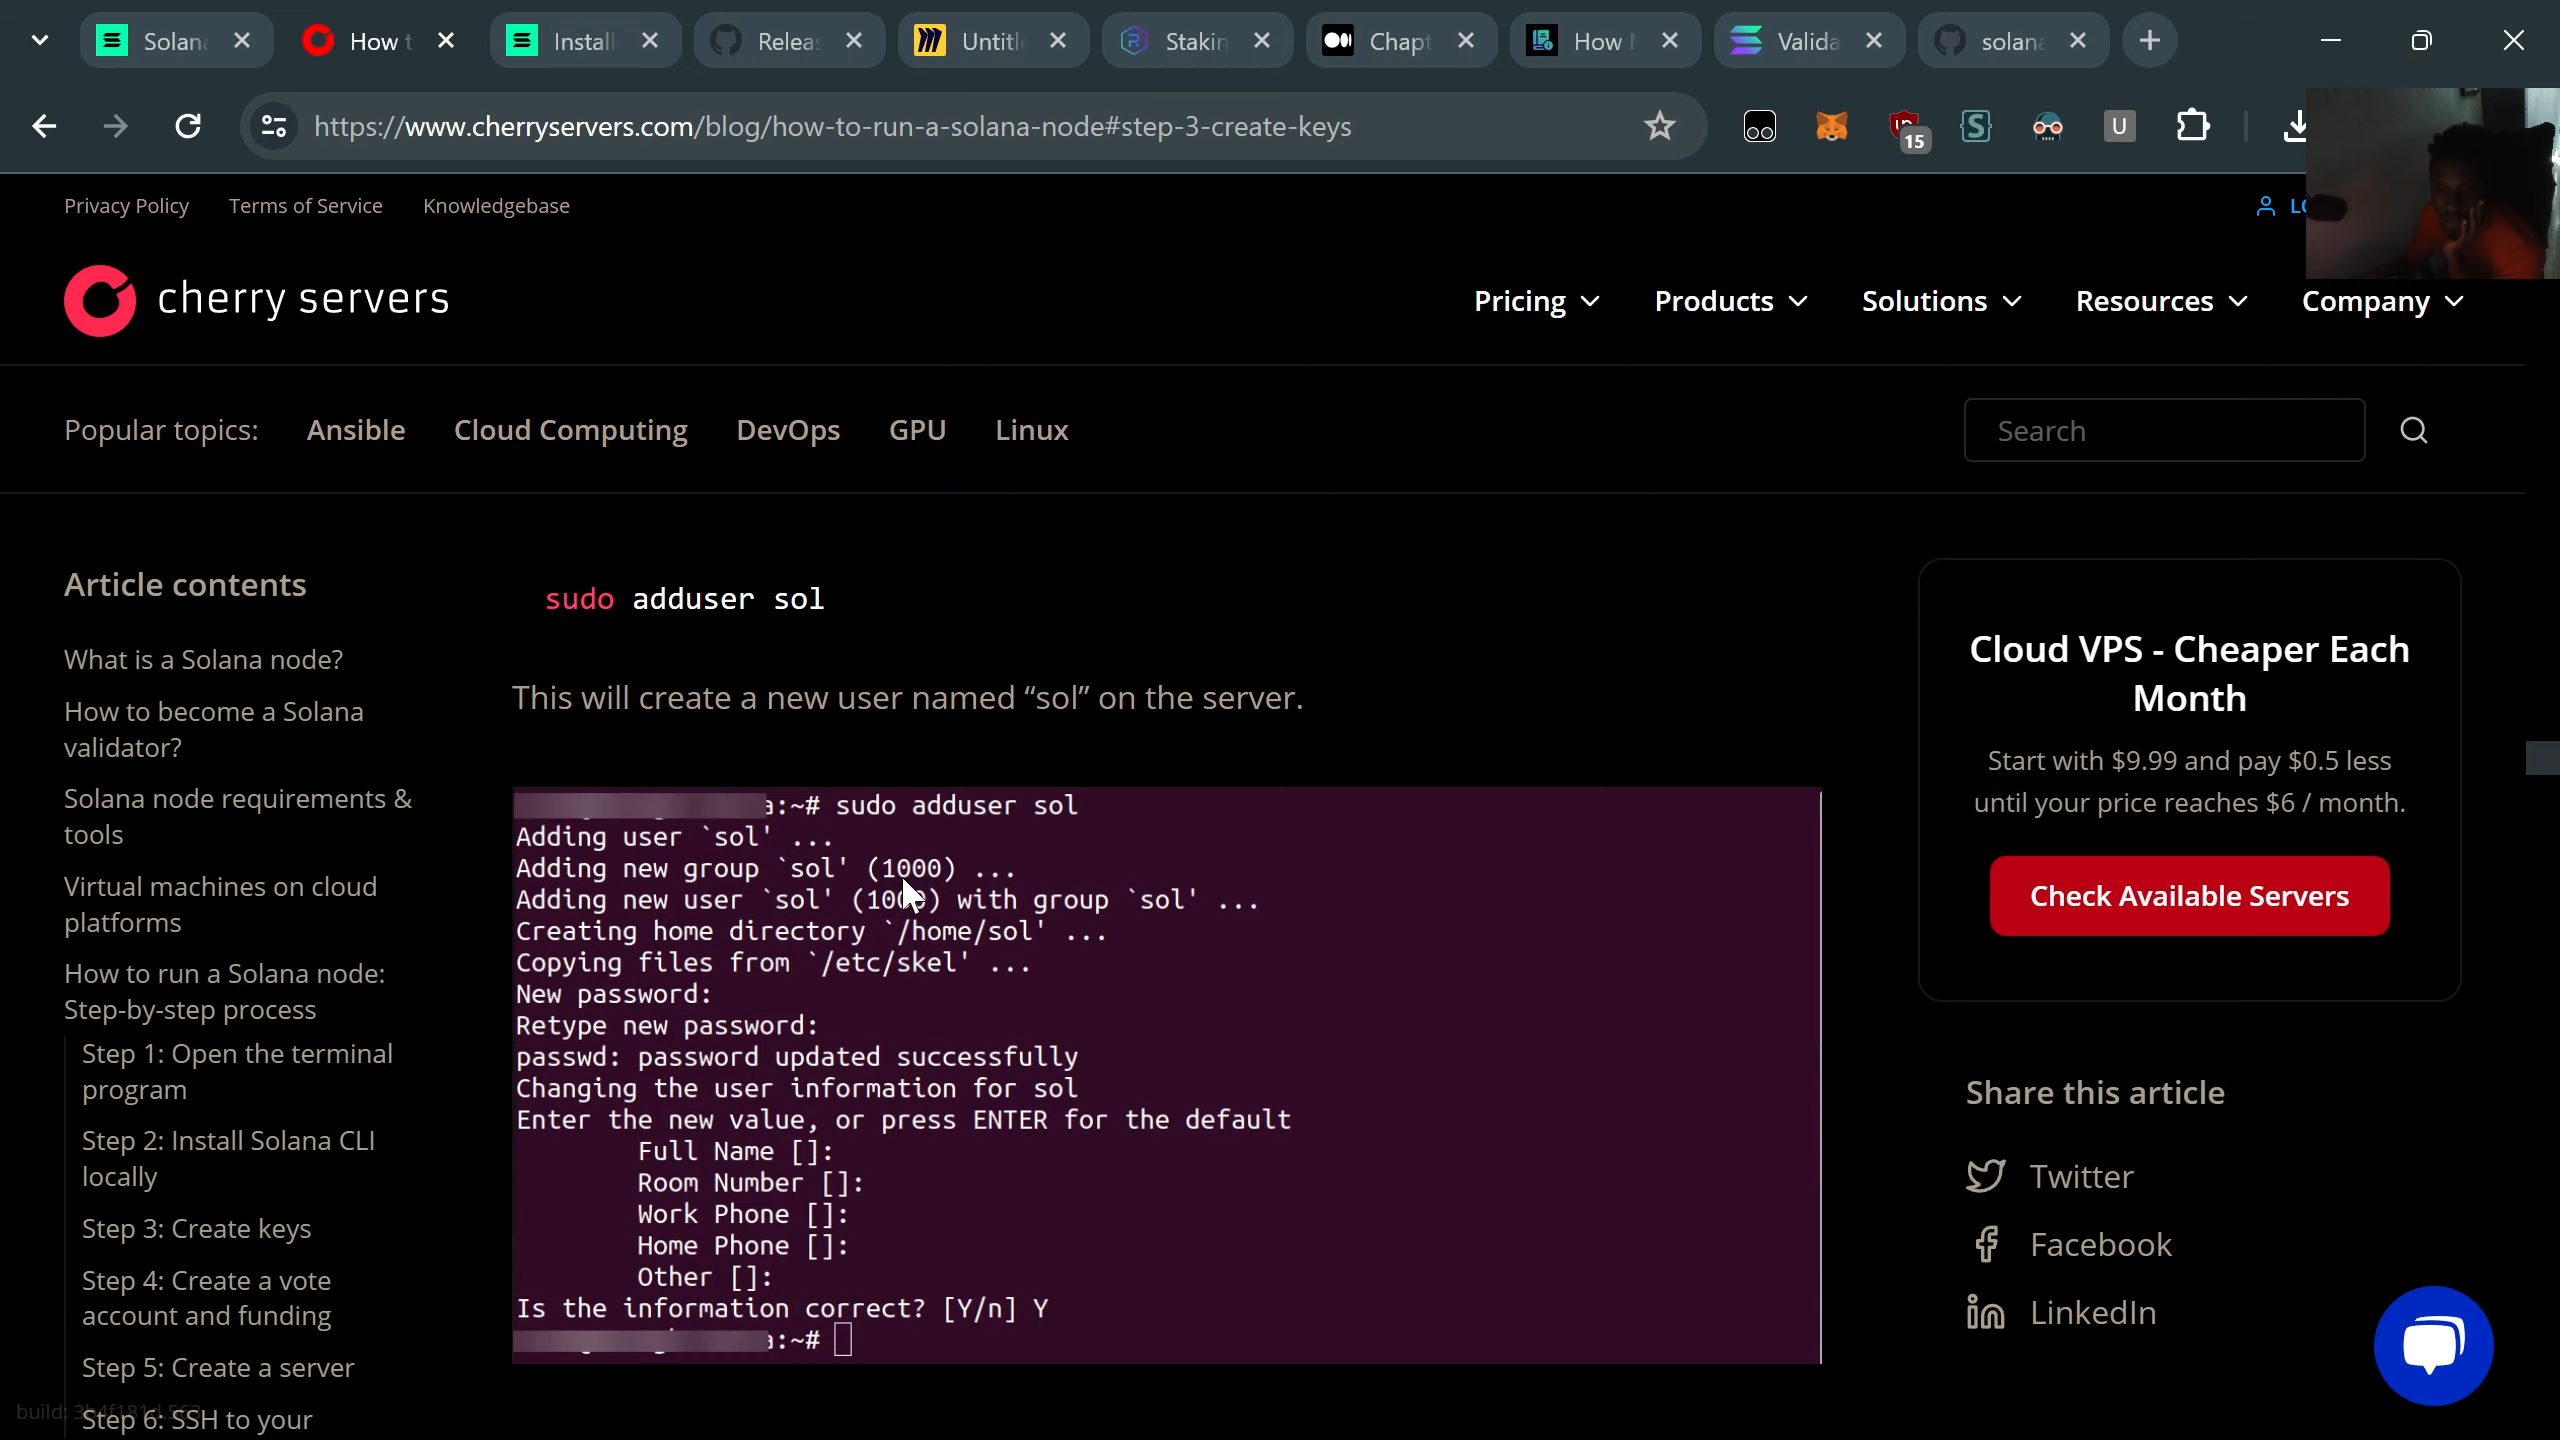 Solan
How t
Install
Releas
Untitl
Stakin
Chapt
How
Valida
solana
https://www.cherryservers.com/blog/how-to-run-a-solana-node#step-3-create-keys
15
U
Privacy Policy Terms of Service Knowledgebase
cherry servers
Pricing Products Solutions Resources Company
Popular topics: Ansible Cloud Computing DevOps GPU Linux
Search
Article contents
What is a Solana node?
How to become a Solana
validator?
Solana node requirements &
tools
Virtual machines on cloud
platforms
How to run a Solana node:
Step-by-step process
Step 1: Open the terminal
program
Step 2: Install Solana CLI
locally
Step 3: Create keys
Step 4: Create a vote
account and funding
Step 5: Create a server
Step 6: SSH to your
sudo adduser sol
This will create a new user named “sol” on the server.
a:~# sudo adduser sol
Adding user `sol' ...
Adding new group `sol' (1000) ...
Adding new user `sol' (1000) with group `sol' ...
Creating home directory `/home/sol' ...
Copying files from `/etc/skel' ...
New password:
Retype new password:
passwd: password updated successfully
Changing the user information for sol
Enter the new value, or press ENTER for the default
Full Name []:
Room Number []:
Work Phone []:
Home Phone []:
Other []:
Is the information correct? [Y/n] Y
:~#
Cloud VPS - Cheaper Each
Month
Start with $9.99 and pay $0.5 less
until your price reaches $6 / month.
Check Available Servers
Share this article
Twitter
Facebook
LinkedIn
build: